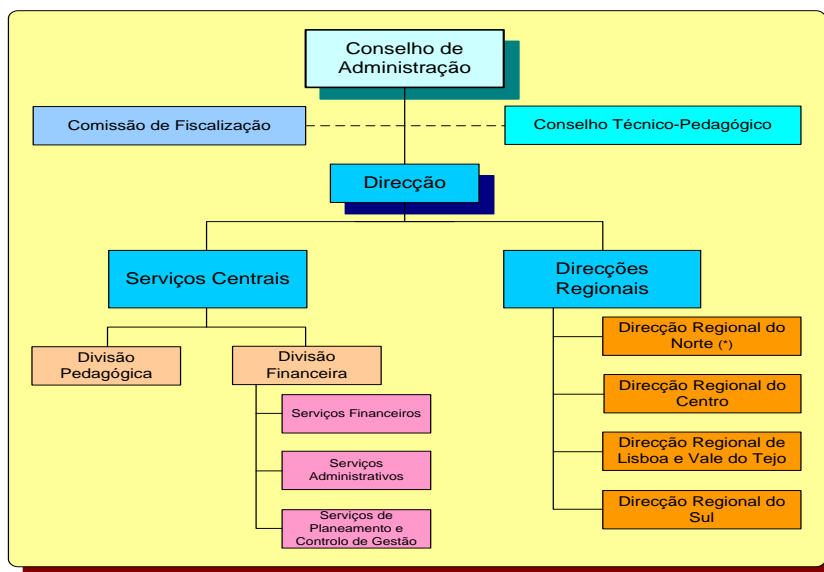 Conselho de
Administração
Comissão de Fiscalização
Conselho Técnico-Pedagógico
Direcção
Serviços Centrais
Direcções
Regionais
Divisão
Pedagógica
Divisão
Financeira
Serviços Financeiros
Serviços
Administrativos
Serviços de
Planeamento e
Controlo de Gestão
Direcção Regional do
Norte (*)
Direcção Regional do
Centro
Direcção Regional de
Lisboa e Vale do Tejo
Direcção Regional do
Sul